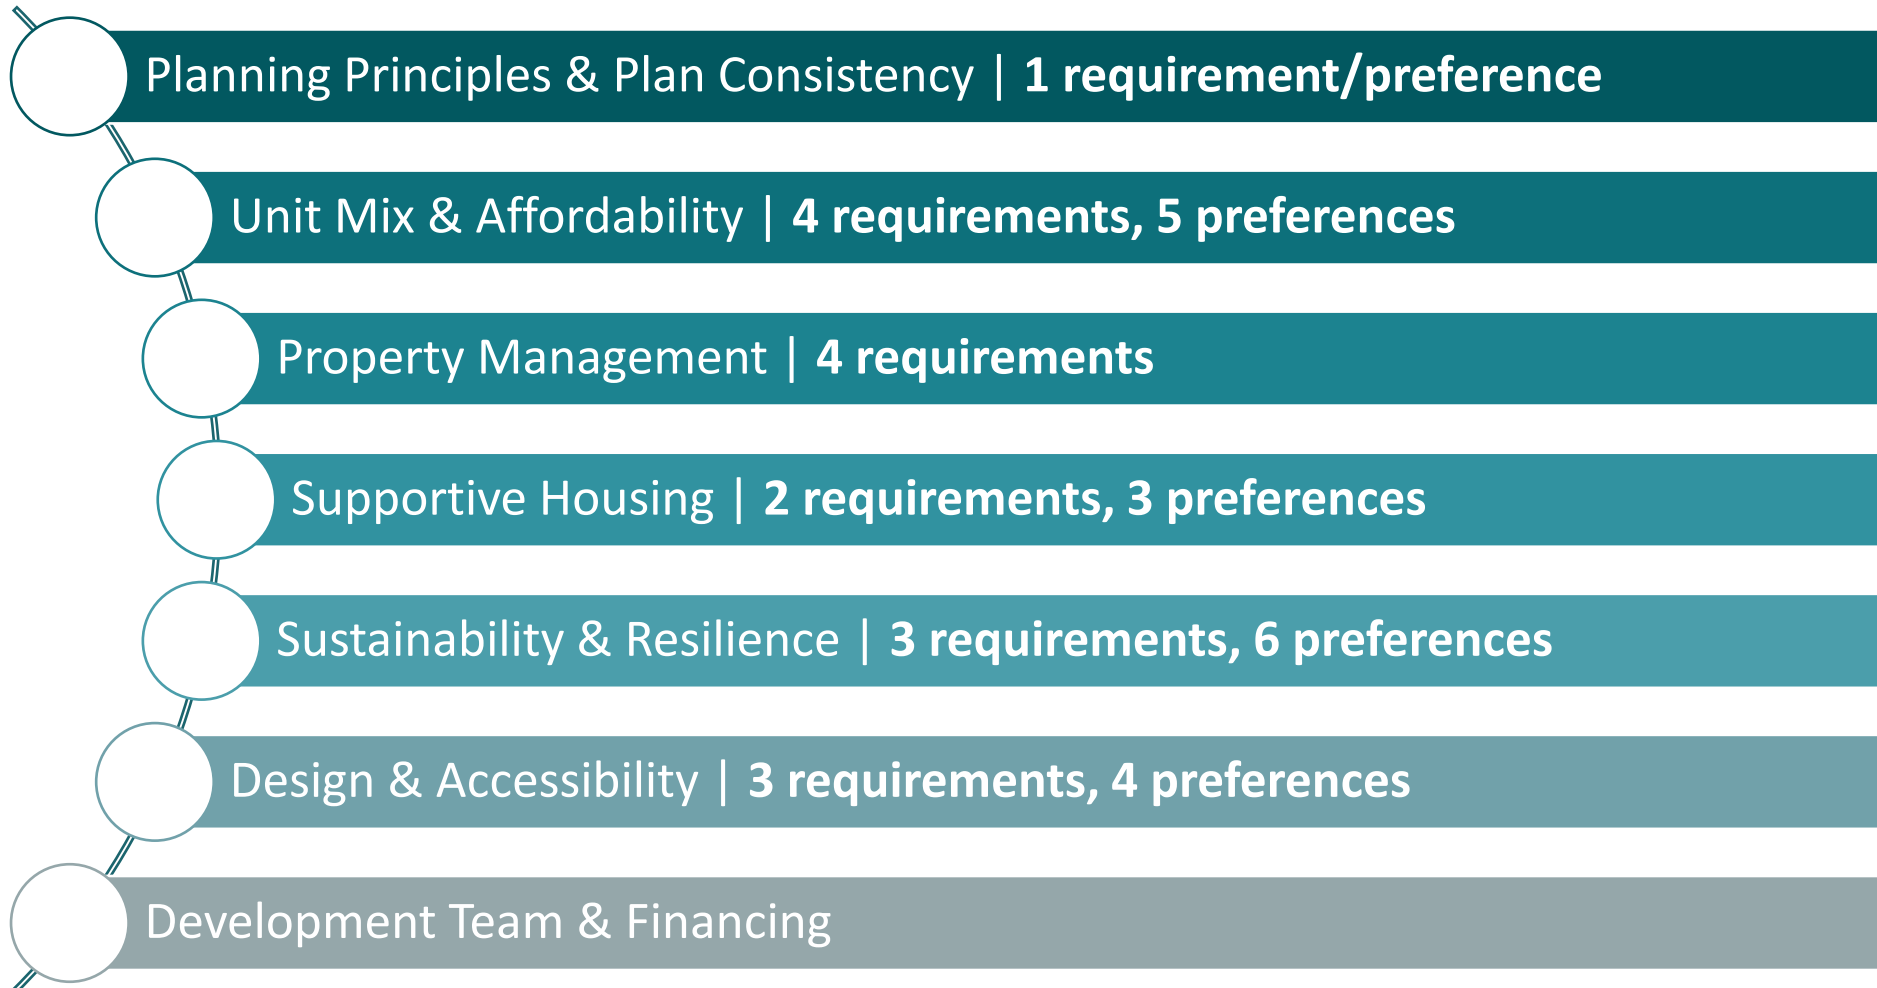 Planning Principles & Plan Consistency | 1 requirement/preference
Unit Mix & Affordability | 4 requirements, 5 preferences
Property Management | 4 requirements
Supportive Housing | 2 requirements, 3 preferences
Sustainability & Resilience | 3 requirements, 6 preferences
Design & Accessibility | 3 requirements, 4 preferences
Development Team & Financing